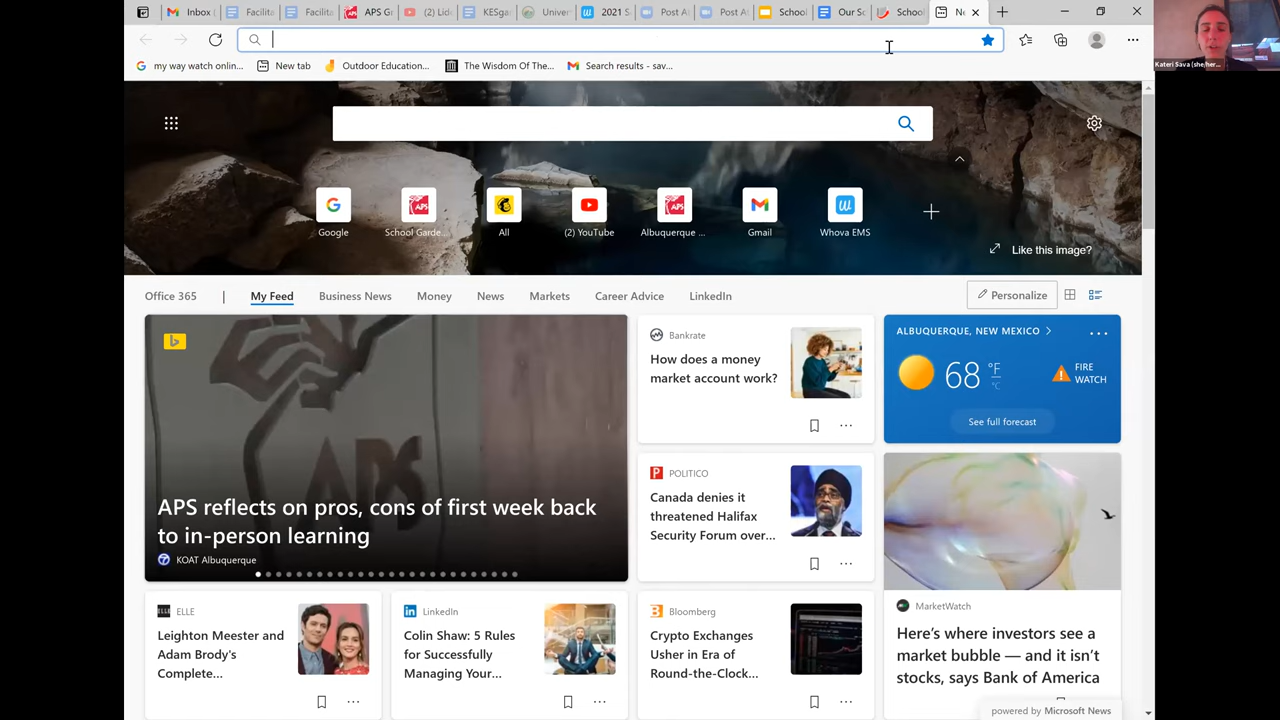 Inbox (
Facilita
Facilita
APS G
(2) Lid
KESgar
Univer
2021 S
Post A
Post A
School
Our Sc
School
Ne
my way watch onlin...
New tab
Outdoor Education...
The Wisdom Of The...
Search results - sav...
Kateri Sava (she/her...
Google
School Garde...
All
(2) YouTube
Albuquerque ...
Gmail
Whova EMS
Like this image?
Office 365
My Feed
Business News
Money
News
Markets
Career Advice
LinkedIn
Personalize
APS
APS reflects on pros, cons of first week back
to in-person learning
KOAT Albuquerque
Bankrate
How does a money
market account work?
ALBUQUERQUE, NEW MEXICO
68 °F
°C
FIRE
WATCH
See full forecast
POLITICO
Canada denies it
threatened Halifax
Security Forum over...
ELLE
Leighton Meester and
Adam Brody's
Complete...
LinkedIn
Colin Shaw: 5 Rules
for Successfully
Managing Your...
Bloomberg
Crypto Exchanges
Usher in Era of
Round-the-Clock...
MarketWatch
Here's where investors see a
market bubble — and it isn't
stocks, says Bank of America
powered by Microsoft News